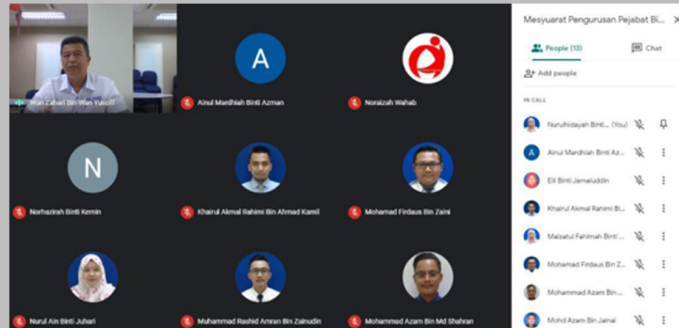 Mesyuarat Pengurusan Pejabat Bi...
People (13)
Chat
Add people
IN CALL
Wan Zahari Bin Wan Yusoff
A
Ainul Mardhiah Binti Azman
Noraizah Wahab
N
Norhazirah Binti Kemin
Khairul Akmal Rahimi Bin Ahmad Kamil
Mohamad Firdaus Bin Zaini
Nurul Ain Binti Juhari
Muhammad Rashid Amran Bin Zainudin
Mohammad Azam Bin Md Shahran
Nurulhidayah Binti... (You)
A
Ainul Mardhiah Binti Az...
Eili Binti Jamaluddin
Khairul Akmal Rahimi Bi...
Maizatul Fahimah Binti ...
Mohamad Firdaus Bin Z...
Mohammad Azam Bin...
Mohd Azam Bin Jainal